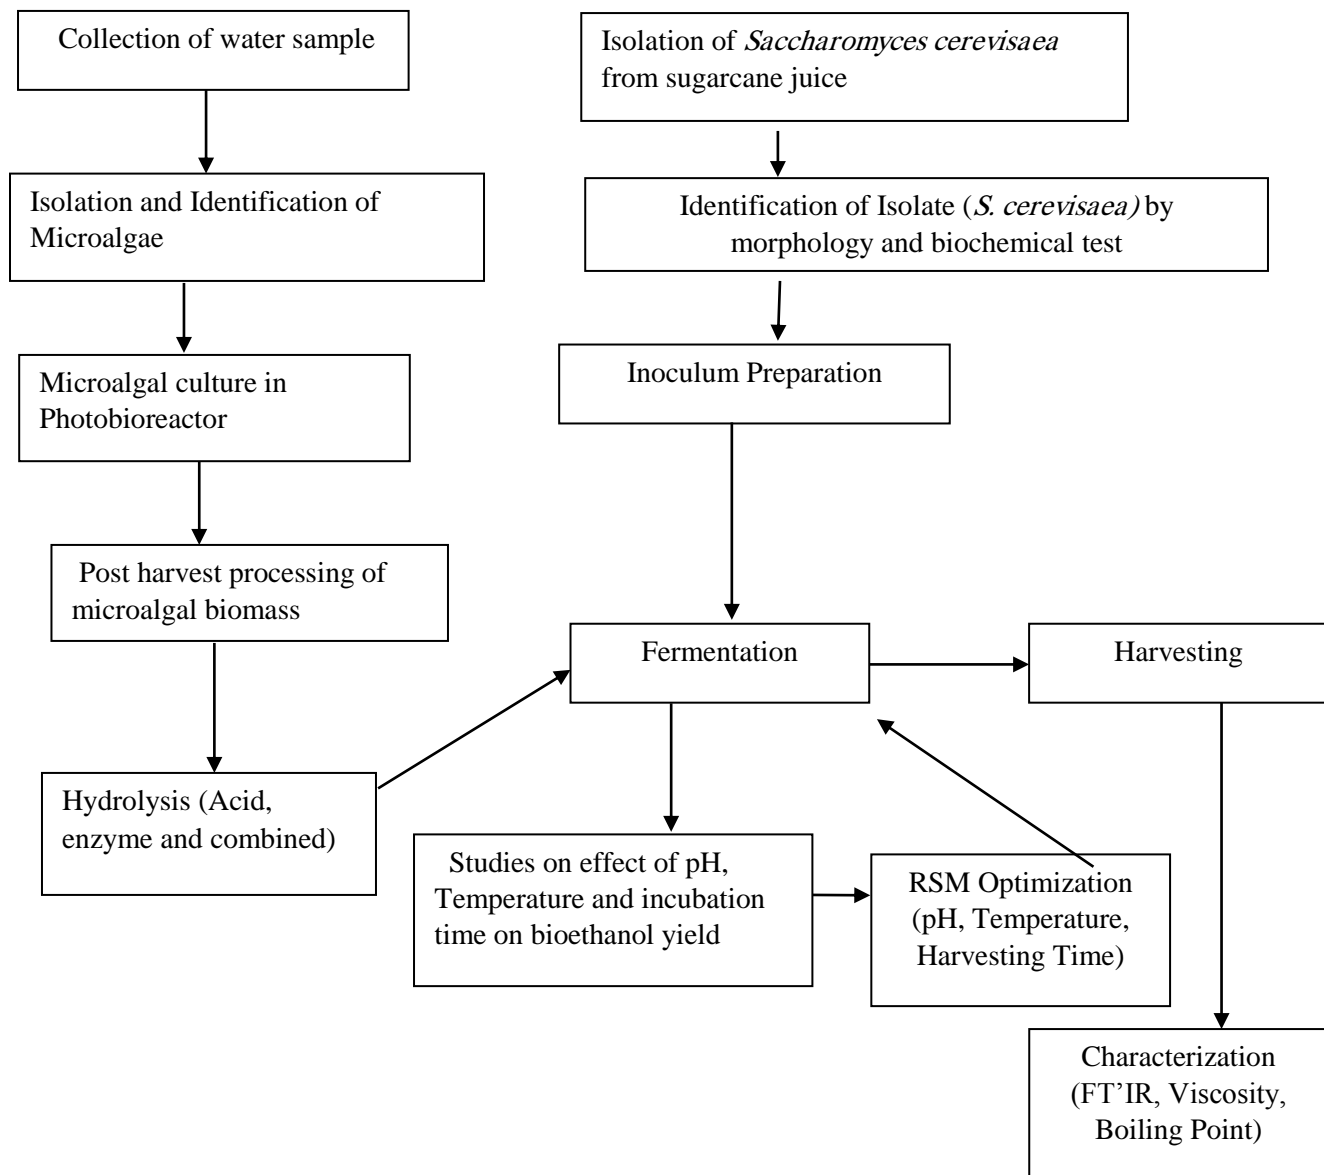 Collection of water sample
Isolation of Saccharomyces cerevisaea
from sugarcane juice
Isolation and Identification of
Microalgae
Identification of Isolate (S. cerevisaea) by
morphology and biochemical test
Microalgal culture in
Photobioreactor
Inoculum Preparation
Post harvest processing of
microalgal biomass
Fermentation
Harvesting
Hydrolysis (Acid,
enzyme and combined)
Studies on effect of pH,
Temperature and incubation
time on bioethanol yield
RSM Optimization
(pH, Temperature,
Harvesting Time)
Characterization
(FT’IR, Viscosity,
Boiling Point)